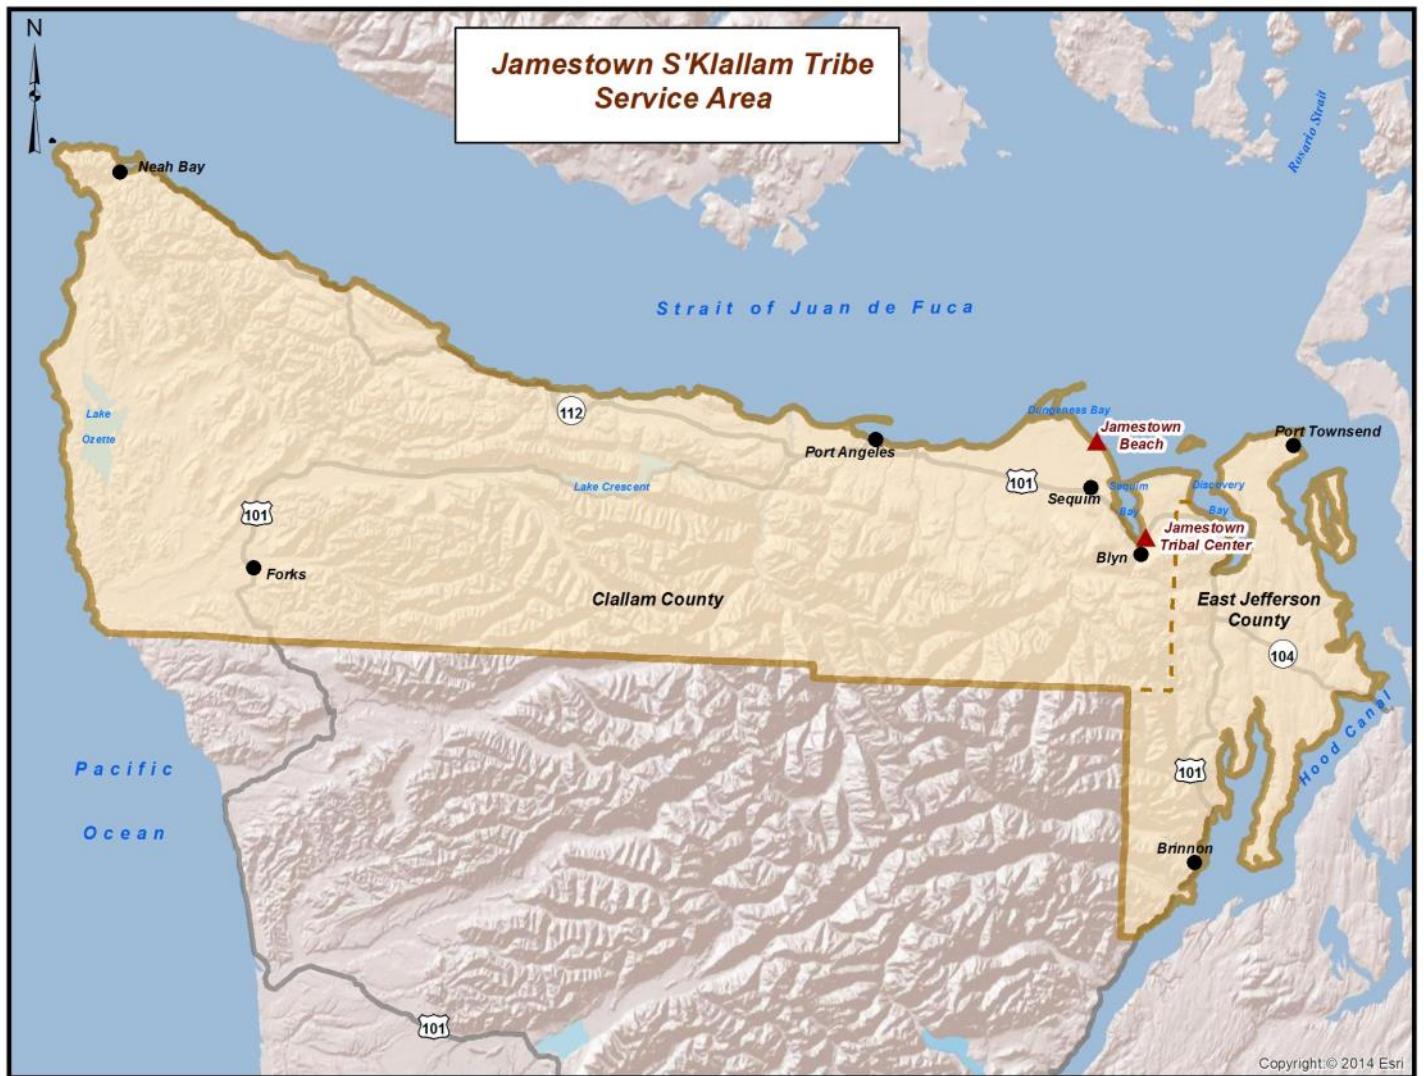 N
Jamestown S'Klallam Tribe
Service Area
Rosario Strait
Neah Bay
Strait of Juan de Fuca
Lake
Ozette
112
Dungeness Bay
Jamestown
Beach
Port Townsend
Port Angeles
Lake Crescent
101
Sequim
Sequim
Bay
Discovery
Bay
101
Jamestown
Tribal Center
Blyn
Forks
Clallam County
East Jefferson
County
104
Hood Canal
Pacific
Ocean
101
Brinnon
101
Copyright:© 2014 Esri